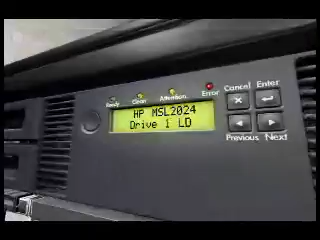 Ready Clean Attention Error Cancel Enter
HP MSL2024
Drive 1 LD
Previous Next